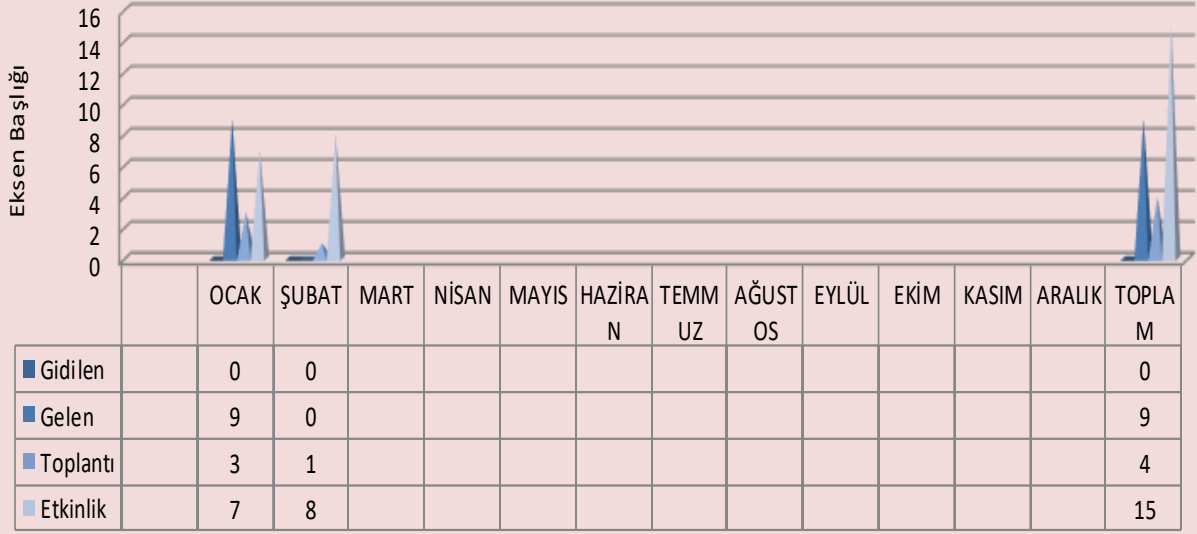 Eksen Başlığı
16
14
12
10
8
6
4
2
0
OCAK ŞUBAT MART NİSAN MAYIS HAZİRA TEMM AĞUST EYLÜL EKİM KASIM ARALIK TOPLA
N UZ OS M
Gidilen 0 0 0
Gelen 9 0 9
Toplantı 3 1 4
Etkinlik 7 8 15